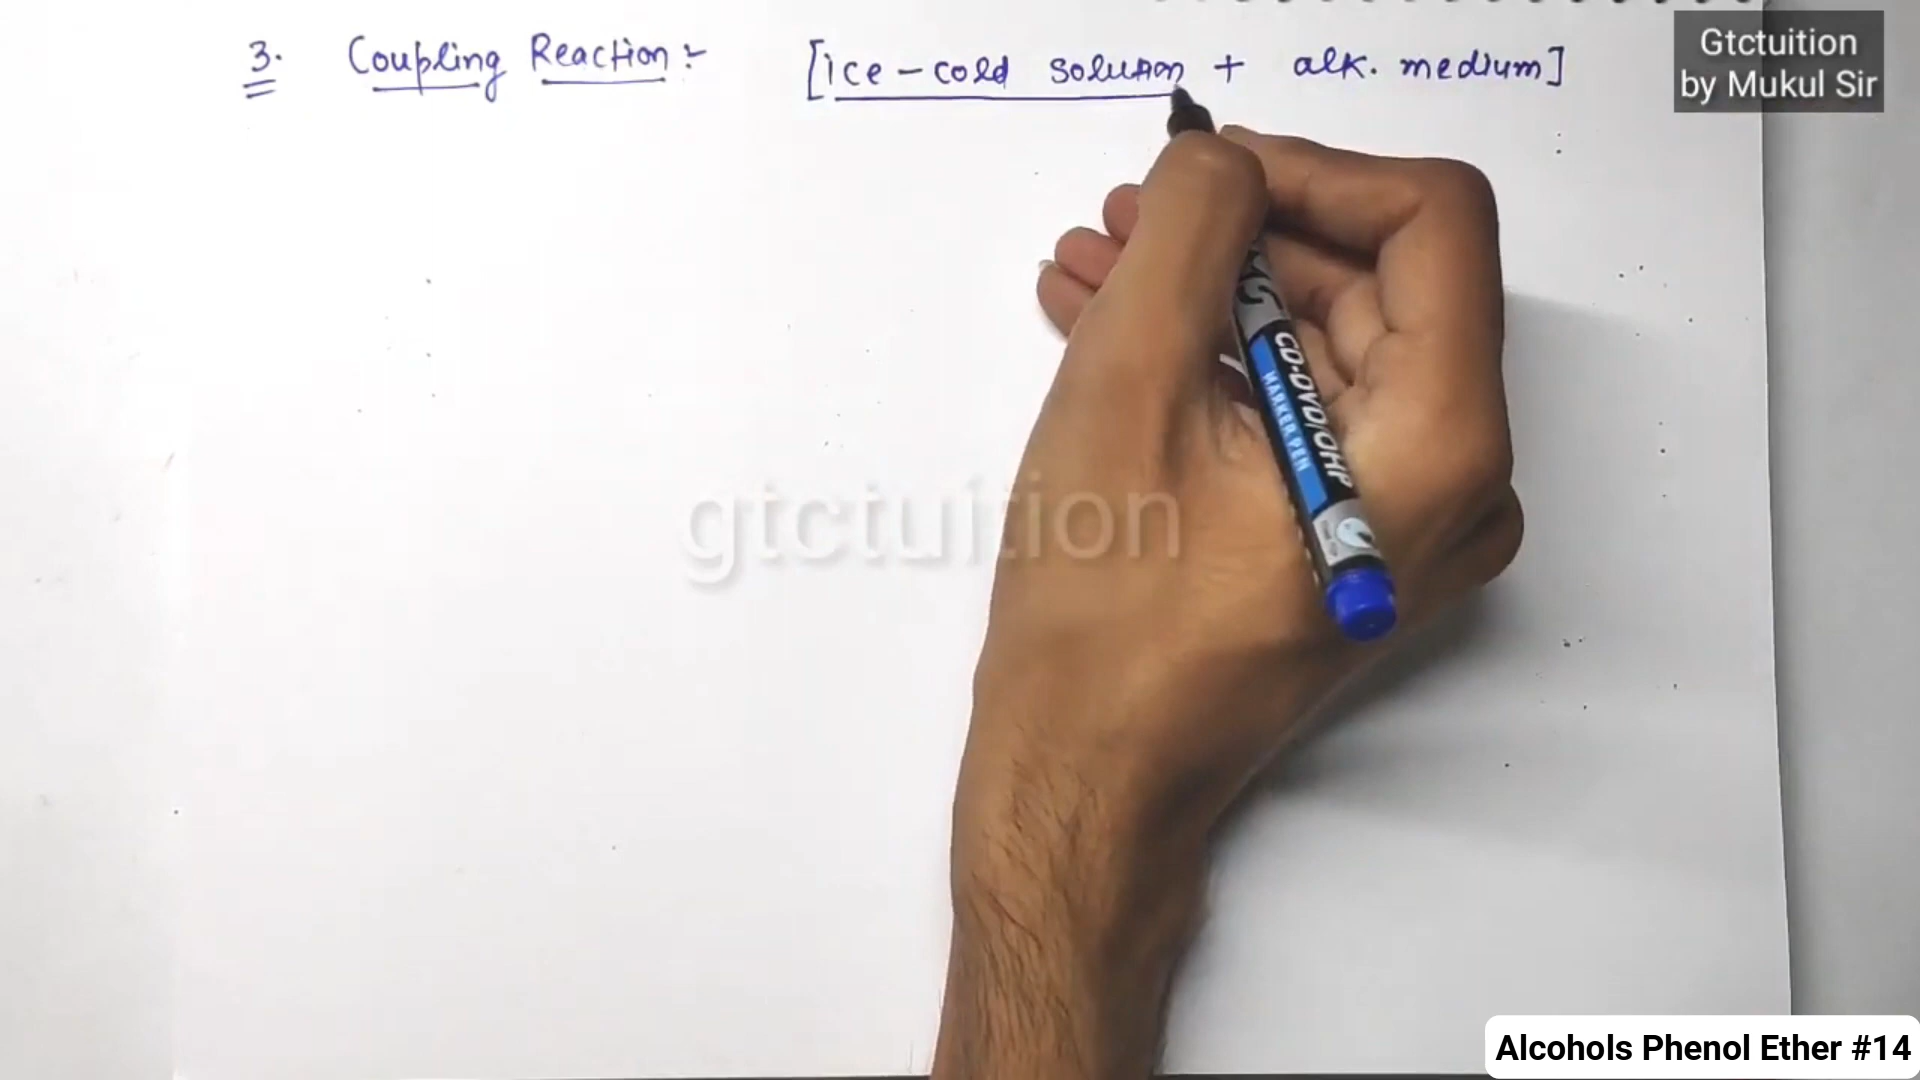 3. Coupling Reaction :- [ice-cold solution + alk. medium]
Gtctuition
by Mukul Sir
CD-DVD/OHP
MARKER PEN
gtctuition
Alcohols Phenol Ether #14